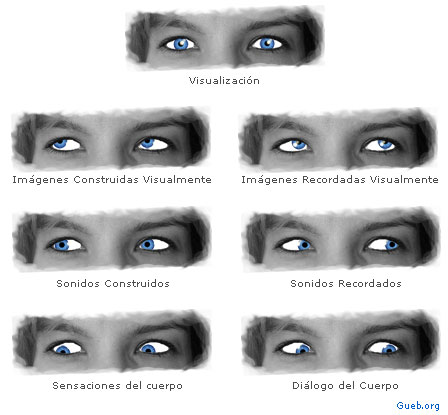 Visualización
Imágenes Construidas Visualmente
Imágenes Recordadas Visualmente
Sonidos Construidos
Sonidos Recordados
Sensaciones del cuerpo
Diálogo del Cuerpo
Gueb.org